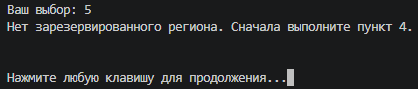 Ваш выбор: 5
Нет зарезервированного региона. Сначала выполните пункт 4.
Нажмите любую клавишу для продолжения...